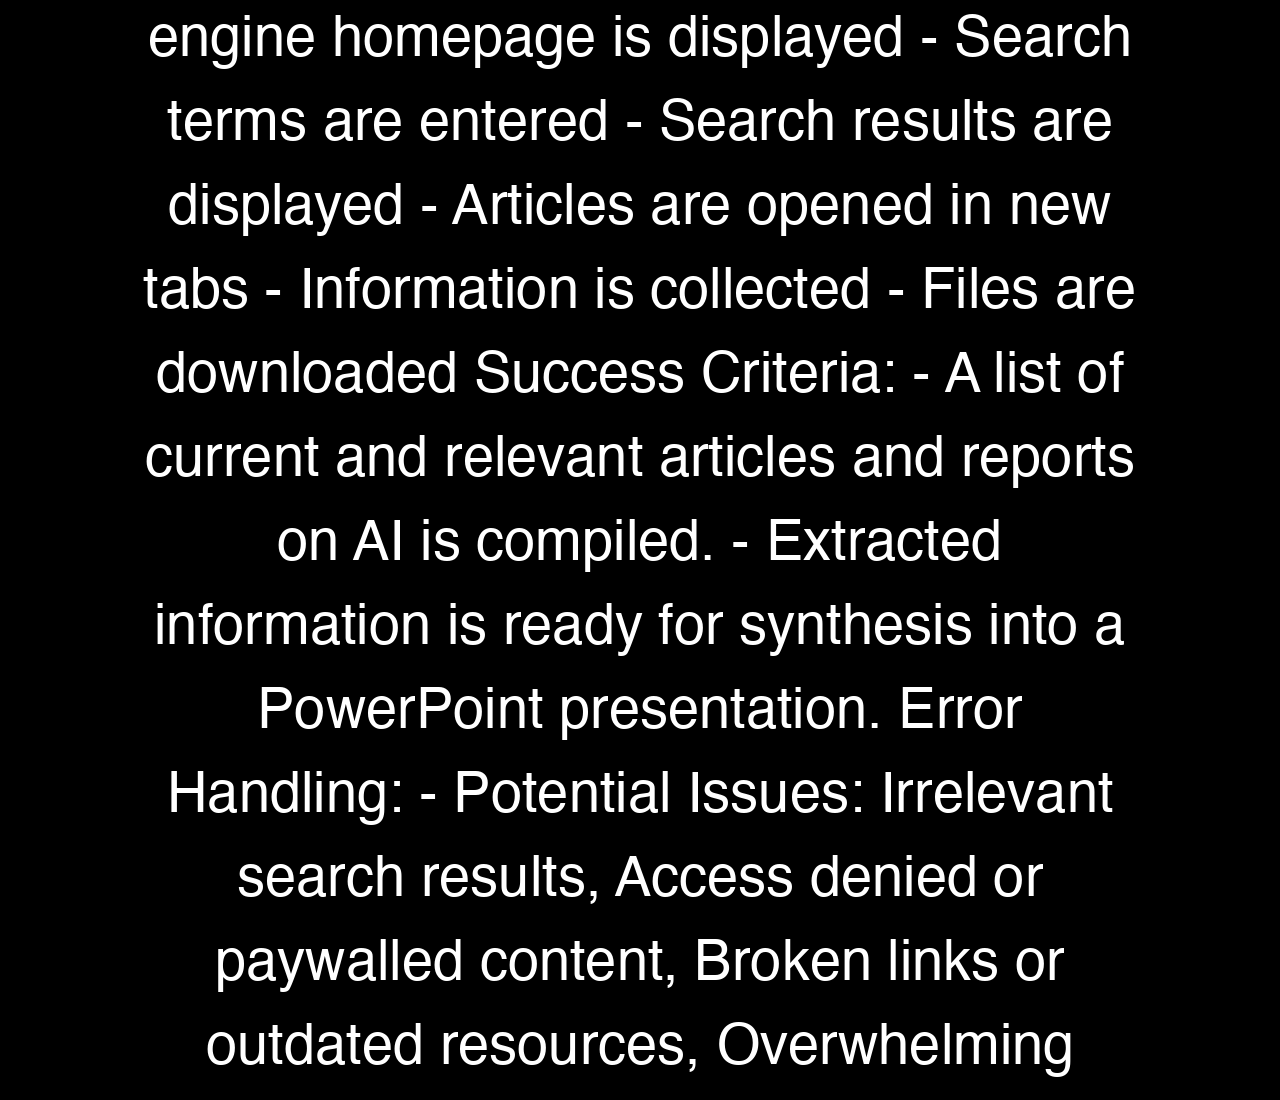 engine homepage is displayed - Search
terms are entered - Search results are
displayed - Articles are opened in new
tabs - Information is collected - Files are
downloaded Success Criteria: - A list of
current and relevant articles and reports
on AI is compiled. - Extracted
information is ready for synthesis into a
PowerPoint presentation. Error
Handling: - Potential Issues: Irrelevant
search results, Access denied or
paywalled content, Broken links or
outdated resources, Overwhelming